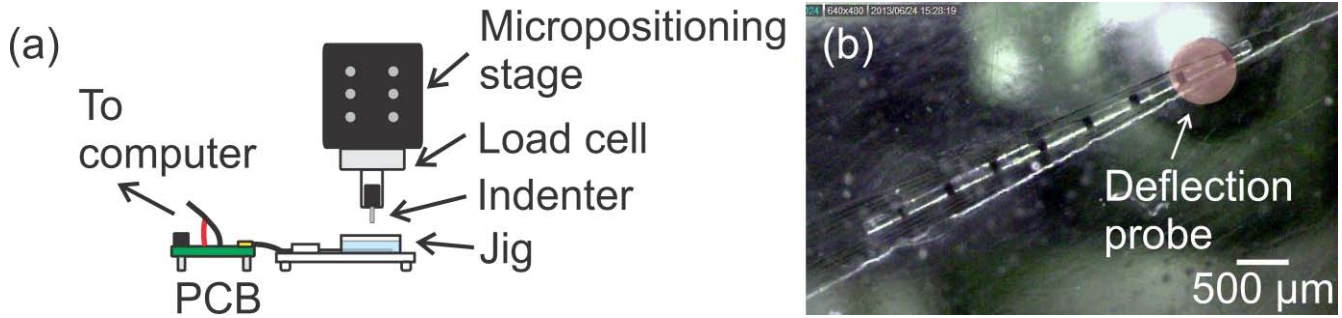 (a)
Micropositioning
stage
To
computer
Load cell
Indenter
Jig
PCB
024 640x480 2013/06/24 15:28:19
(b)
Deflection
probe
500 µm